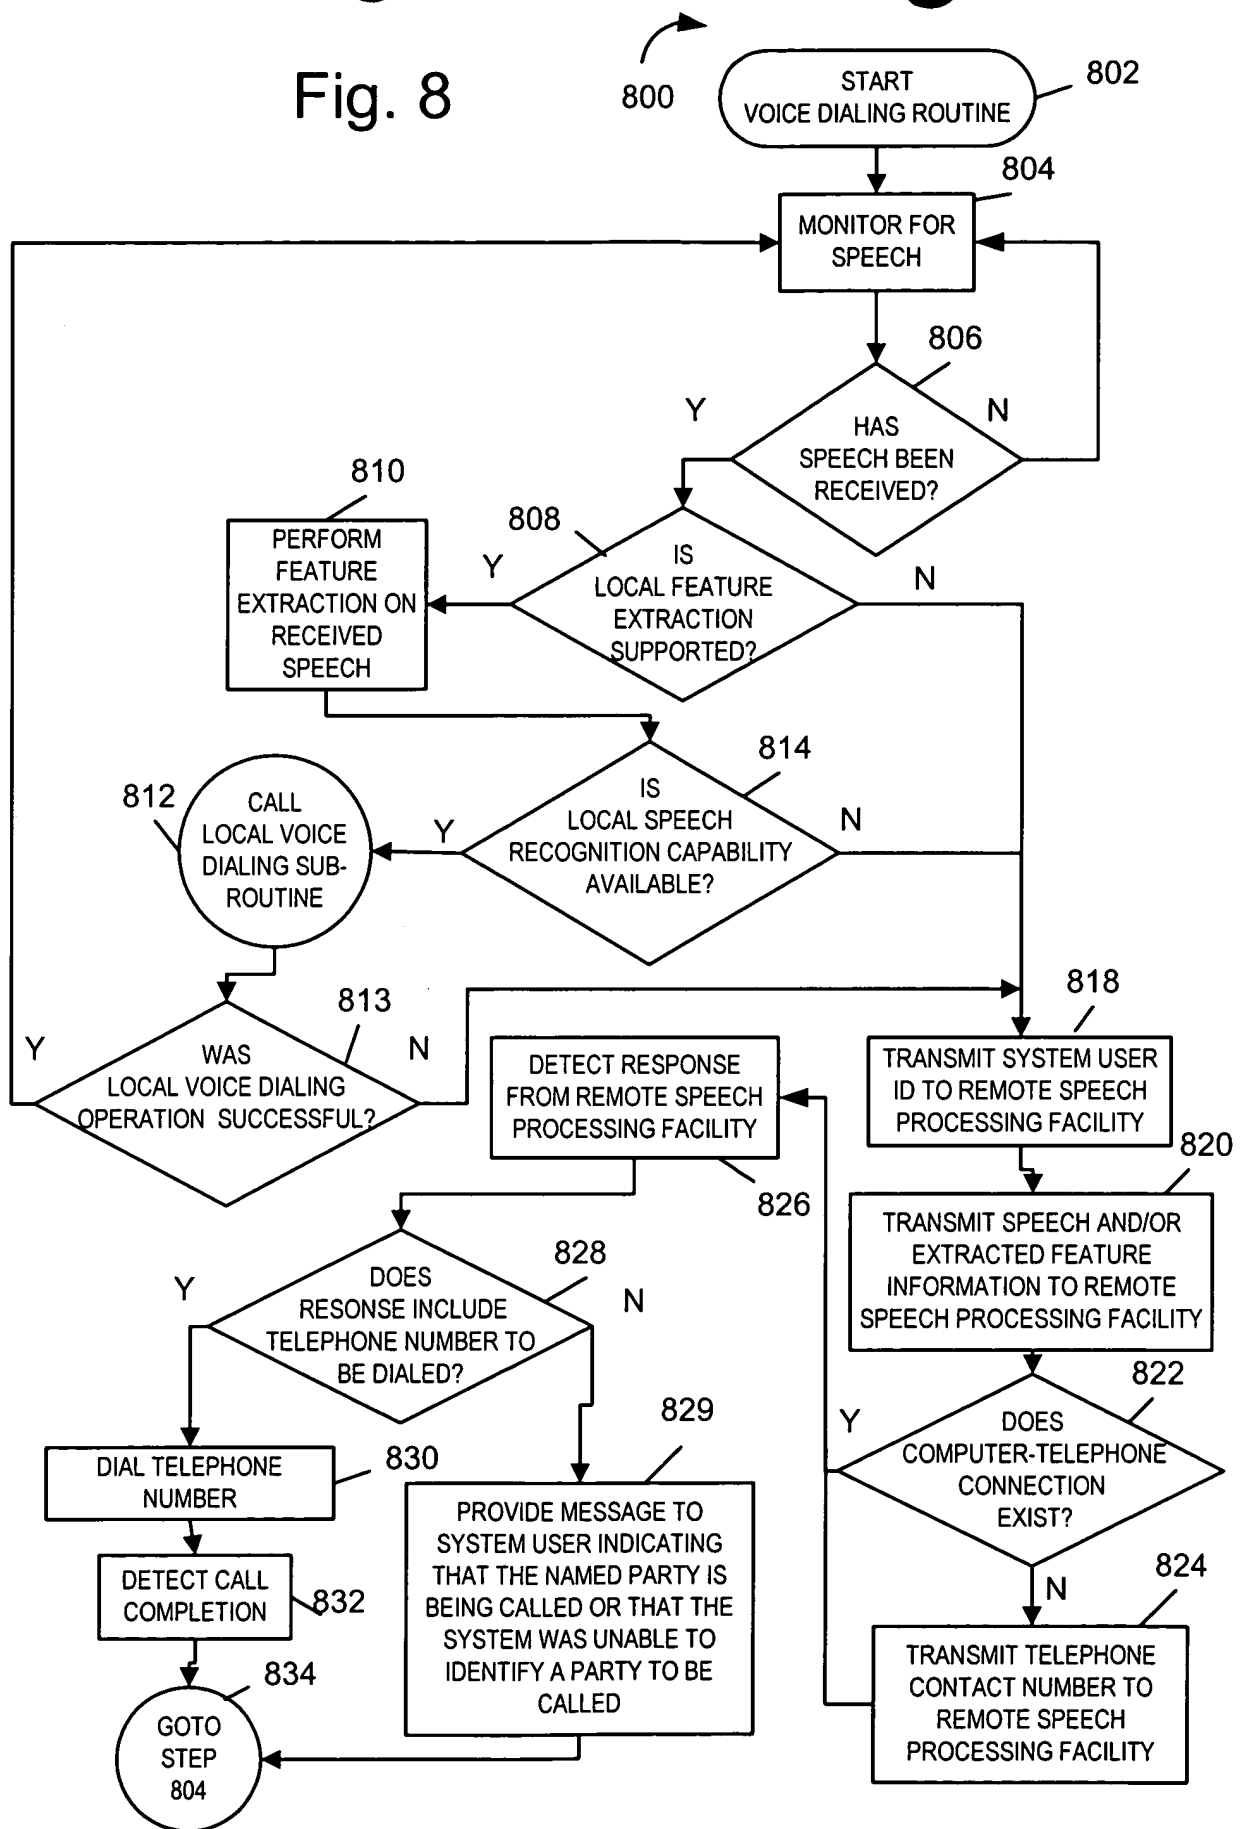 Fig. 8
800
START
VOICE DIALING ROUTINE
802
804
MONITOR FOR
SPEECH
806
HAS
SPEECH BEEN
RECEIVED?
Y
N
808
IS
LOCAL FEATURE
EXTRACTION
SUPPORTED?
Y
N
810
PERFORM
FEATURE
EXTRACTION ON
RECEIVED
SPEECH
814
IS
LOCAL SPEECH
RECOGNITION CAPABILITY
AVAILABLE?
Y
N
812
CALL
LOCAL VOICE
DIALING SUB-
ROUTINE
813
WAS
LOCAL VOICE DIALING
OPERATION SUCCESSFUL?
Y
N
818
TRANSMIT SYSTEM USER
ID TO REMOTE SPEECH
PROCESSING FACILITY
820
TRANSMIT SPEECH AND/OR
EXTRACTED FEATURE
INFORMATION TO REMOTE
SPEECH PROCESSING FACILITY
822
DOES
COMPUTER-TELEPHONE
CONNECTION
EXIST?
Y
N
824
TRANSMIT TELEPHONE
CONTACT NUMBER TO
REMOTE SPEECH
PROCESSING FACILITY
DETECT RESPONSE
FROM REMOTE SPEECH
PROCESSING FACILITY
826
828
DOES
RESONSE INCLUDE
TELEPHONE NUMBER TO
BE DIALED?
Y
N
829
PROVIDE MESSAGE TO
SYSTEM USER INDICATING
THAT THE NAMED PARTY IS
BEING CALLED OR THAT THE
SYSTEM WAS UNABLE TO
IDENTIFY A PARTY TO BE
CALLED
DIAL TELEPHONE
NUMBER
830
DETECT CALL
COMPLETION
832
834
GOTO
STEP
804